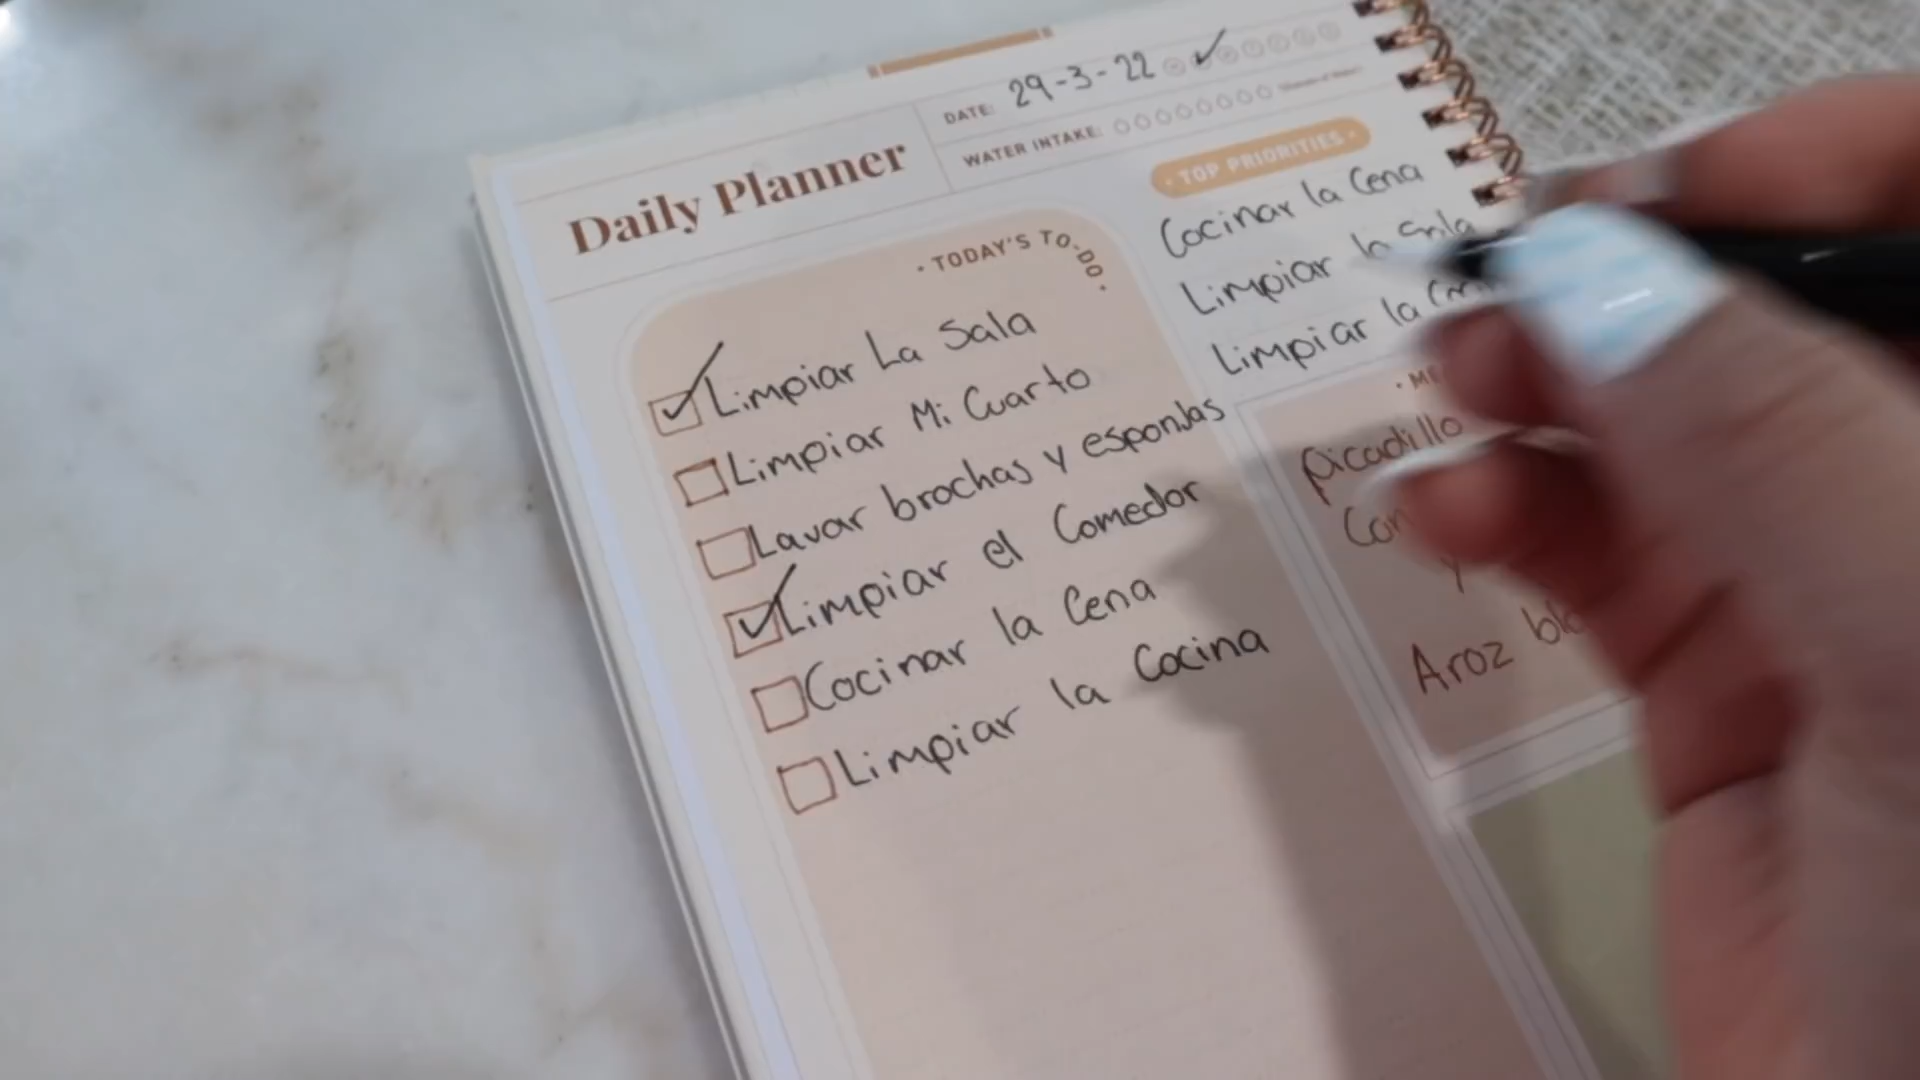 Daily Planner
DATE: 29-3-22
WATER INTAKE:
• TODAY'S TO-DO •
Limpiar La Sala
Limpiar Mi Cuarto
Lavar brochas y esponjas
Limpiar el Comedor
Cocinar la Cena
Limpiar la Cocina
• TOP PRIORITIES •
Cocinar la Cena
Limpiar la Sala
Limpiar la
picadillo
y
Aroz